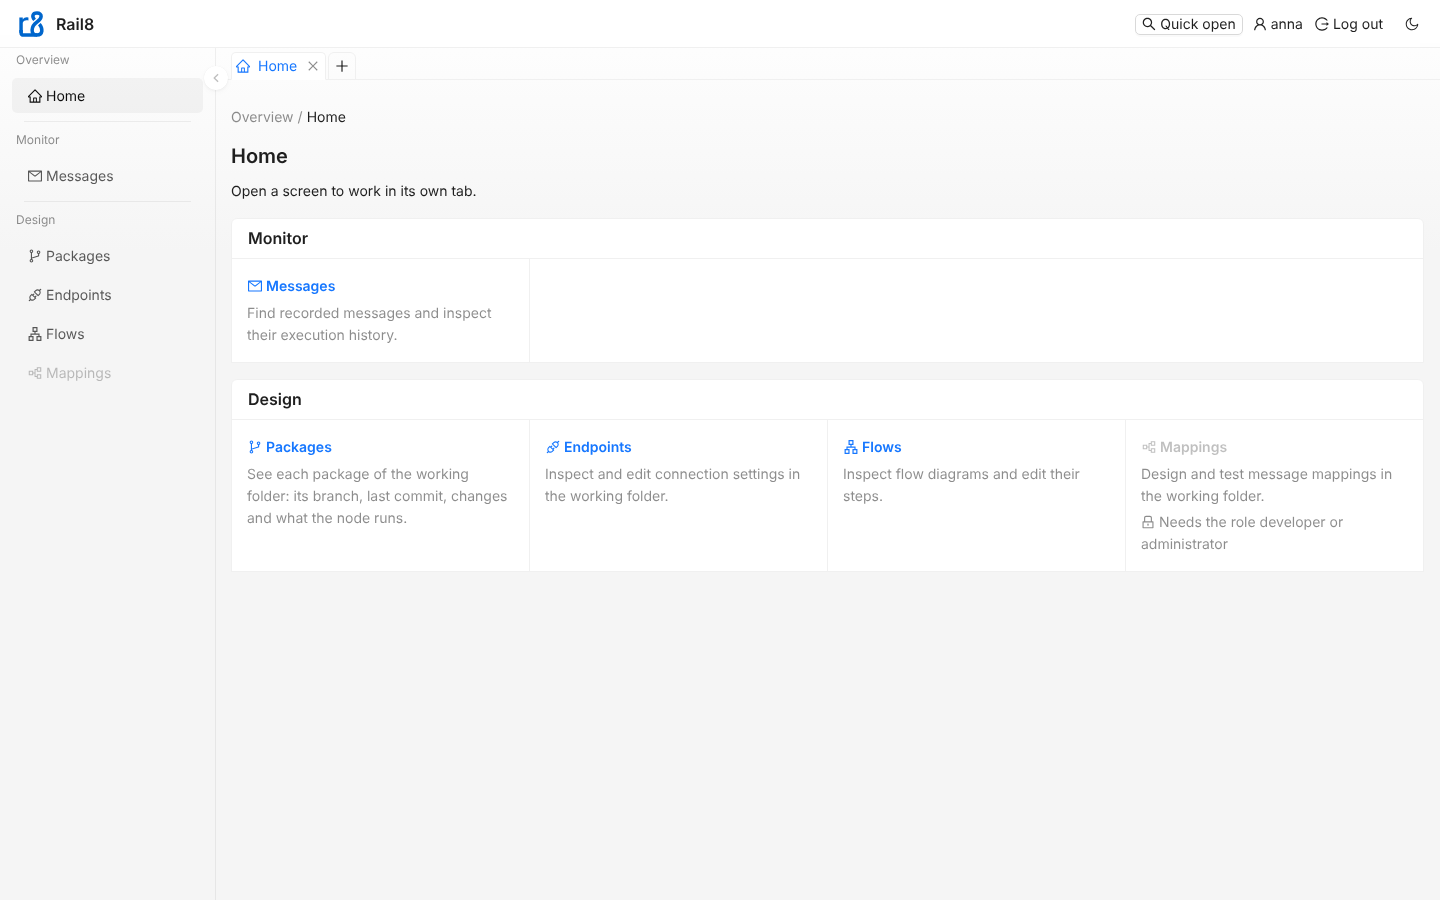 r8 Rail8
Quick open
anna
Log out
Overview
Home
Monitor
Messages
Design
Packages
Endpoints
Flows
Mappings
Home
Overview / Home
Home
Open a screen to work in its own tab.
Monitor
Messages
Find recorded messages and inspect
their execution history.
Design
Packages
See each package of the working
folder: its branch, last commit, changes
and what the node runs.
Endpoints
Inspect and edit connection settings in
the working folder.
Flows
Inspect flow diagrams and edit their
steps.
Mappings
Design and test message mappings in
the working folder.
Needs the role developer or
administrator